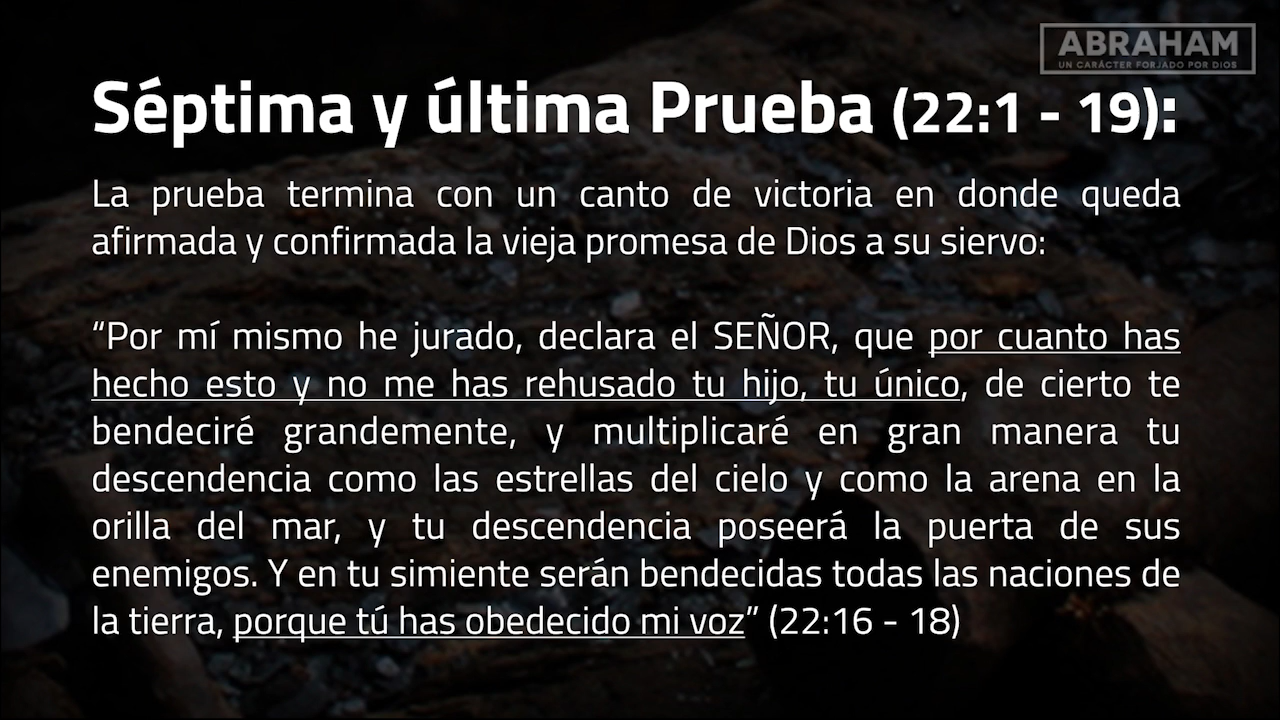 ABRAHAM
UN CARÁCTER FORJADO POR DIOS
Séptima y última Prueba (22:1 - 19):
La prueba termina con un canto de victoria en donde queda
afirmada y confirmada la vieja promesa de Dios a su siervo:
“Por mí mismo he jurado, declara el SEÑOR, que por cuanto has
hecho esto y no me has rehusado tu hijo, tu único, de cierto te
bendeciré grandemente, y multiplicaré en gran manera tu
descendencia como las estrellas del cielo y como la arena en la
orilla del mar, y tu descendencia poseerá la puerta de sus
enemigos. Y en tu simiente serán bendecidas todas las naciones de
la tierra, porque tú has obedecido mi voz” (22:16 - 18)